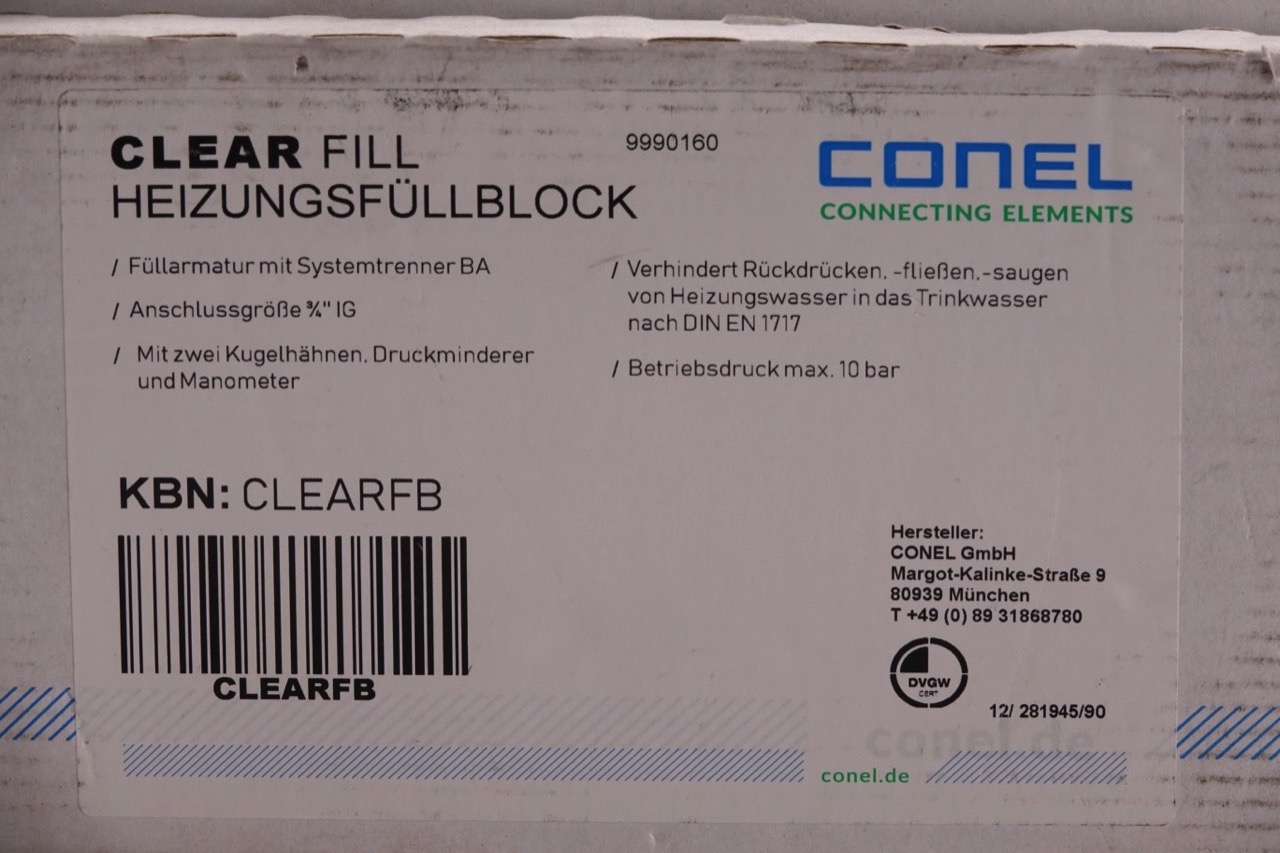 CLEAR FILL
HEIZUNGSFÜLLBLOCK
9990160
CONEL
CONNECTING ELEMENTS
/ Füllarmatur mit Systemtrenner BA
/ Anschlussgröße ¾" IG
/ Mit zwei Kugelhähnen, Druckminderer
und Manometer
/ Verhindert Rückdrücken, -fließen,-saugen
von Heizungswasser in das Trinkwasser
nach DIN EN 1717
/ Betriebsdruck max. 10 bar
KBN: CLEARFB
CLEARFB
Hersteller:
CONEL GmbH
Margot-Kalinke-Straße 9
80939 München
T +49 (0) 89 31868780
DVGW
CERT
12/ 281945/90
conel.de
conel.de